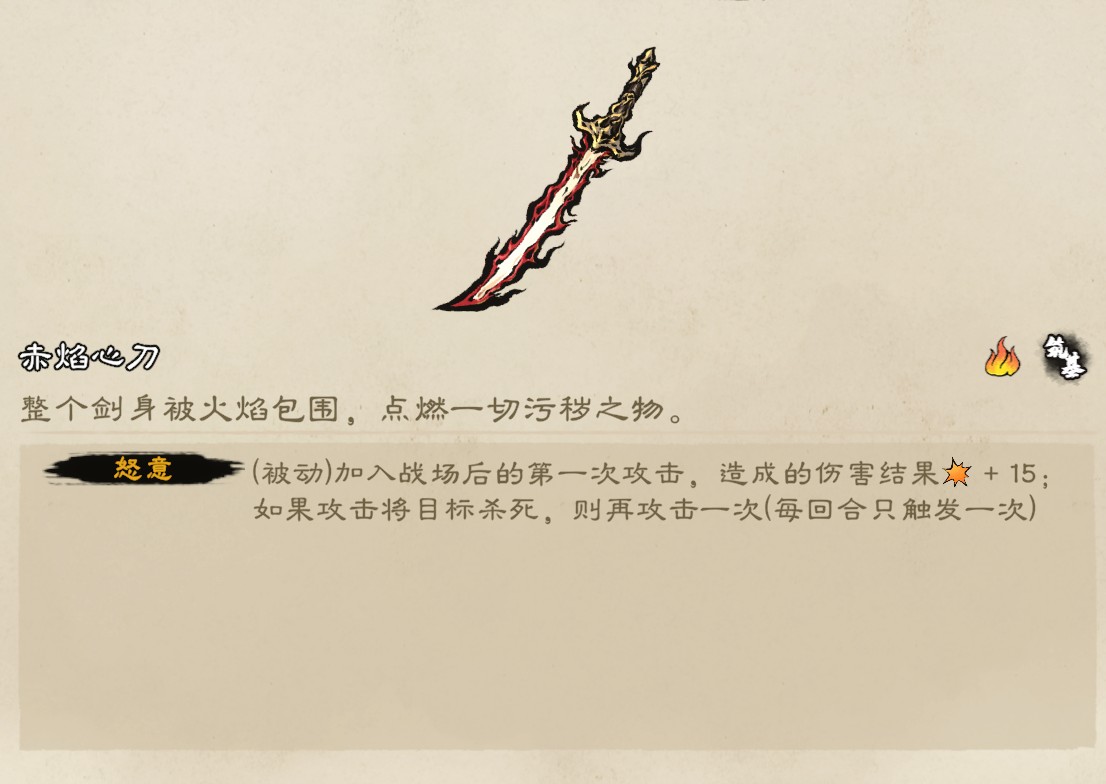 赤焰心刀
筑基
整个剑身被火焰包围，点燃一切污秽之物。
怒意
(被动)加入战场后的第一次攻击，造成的伤害结果 + 15；
如果攻击将目标杀死，则再攻击一次(每回合只触发一次)